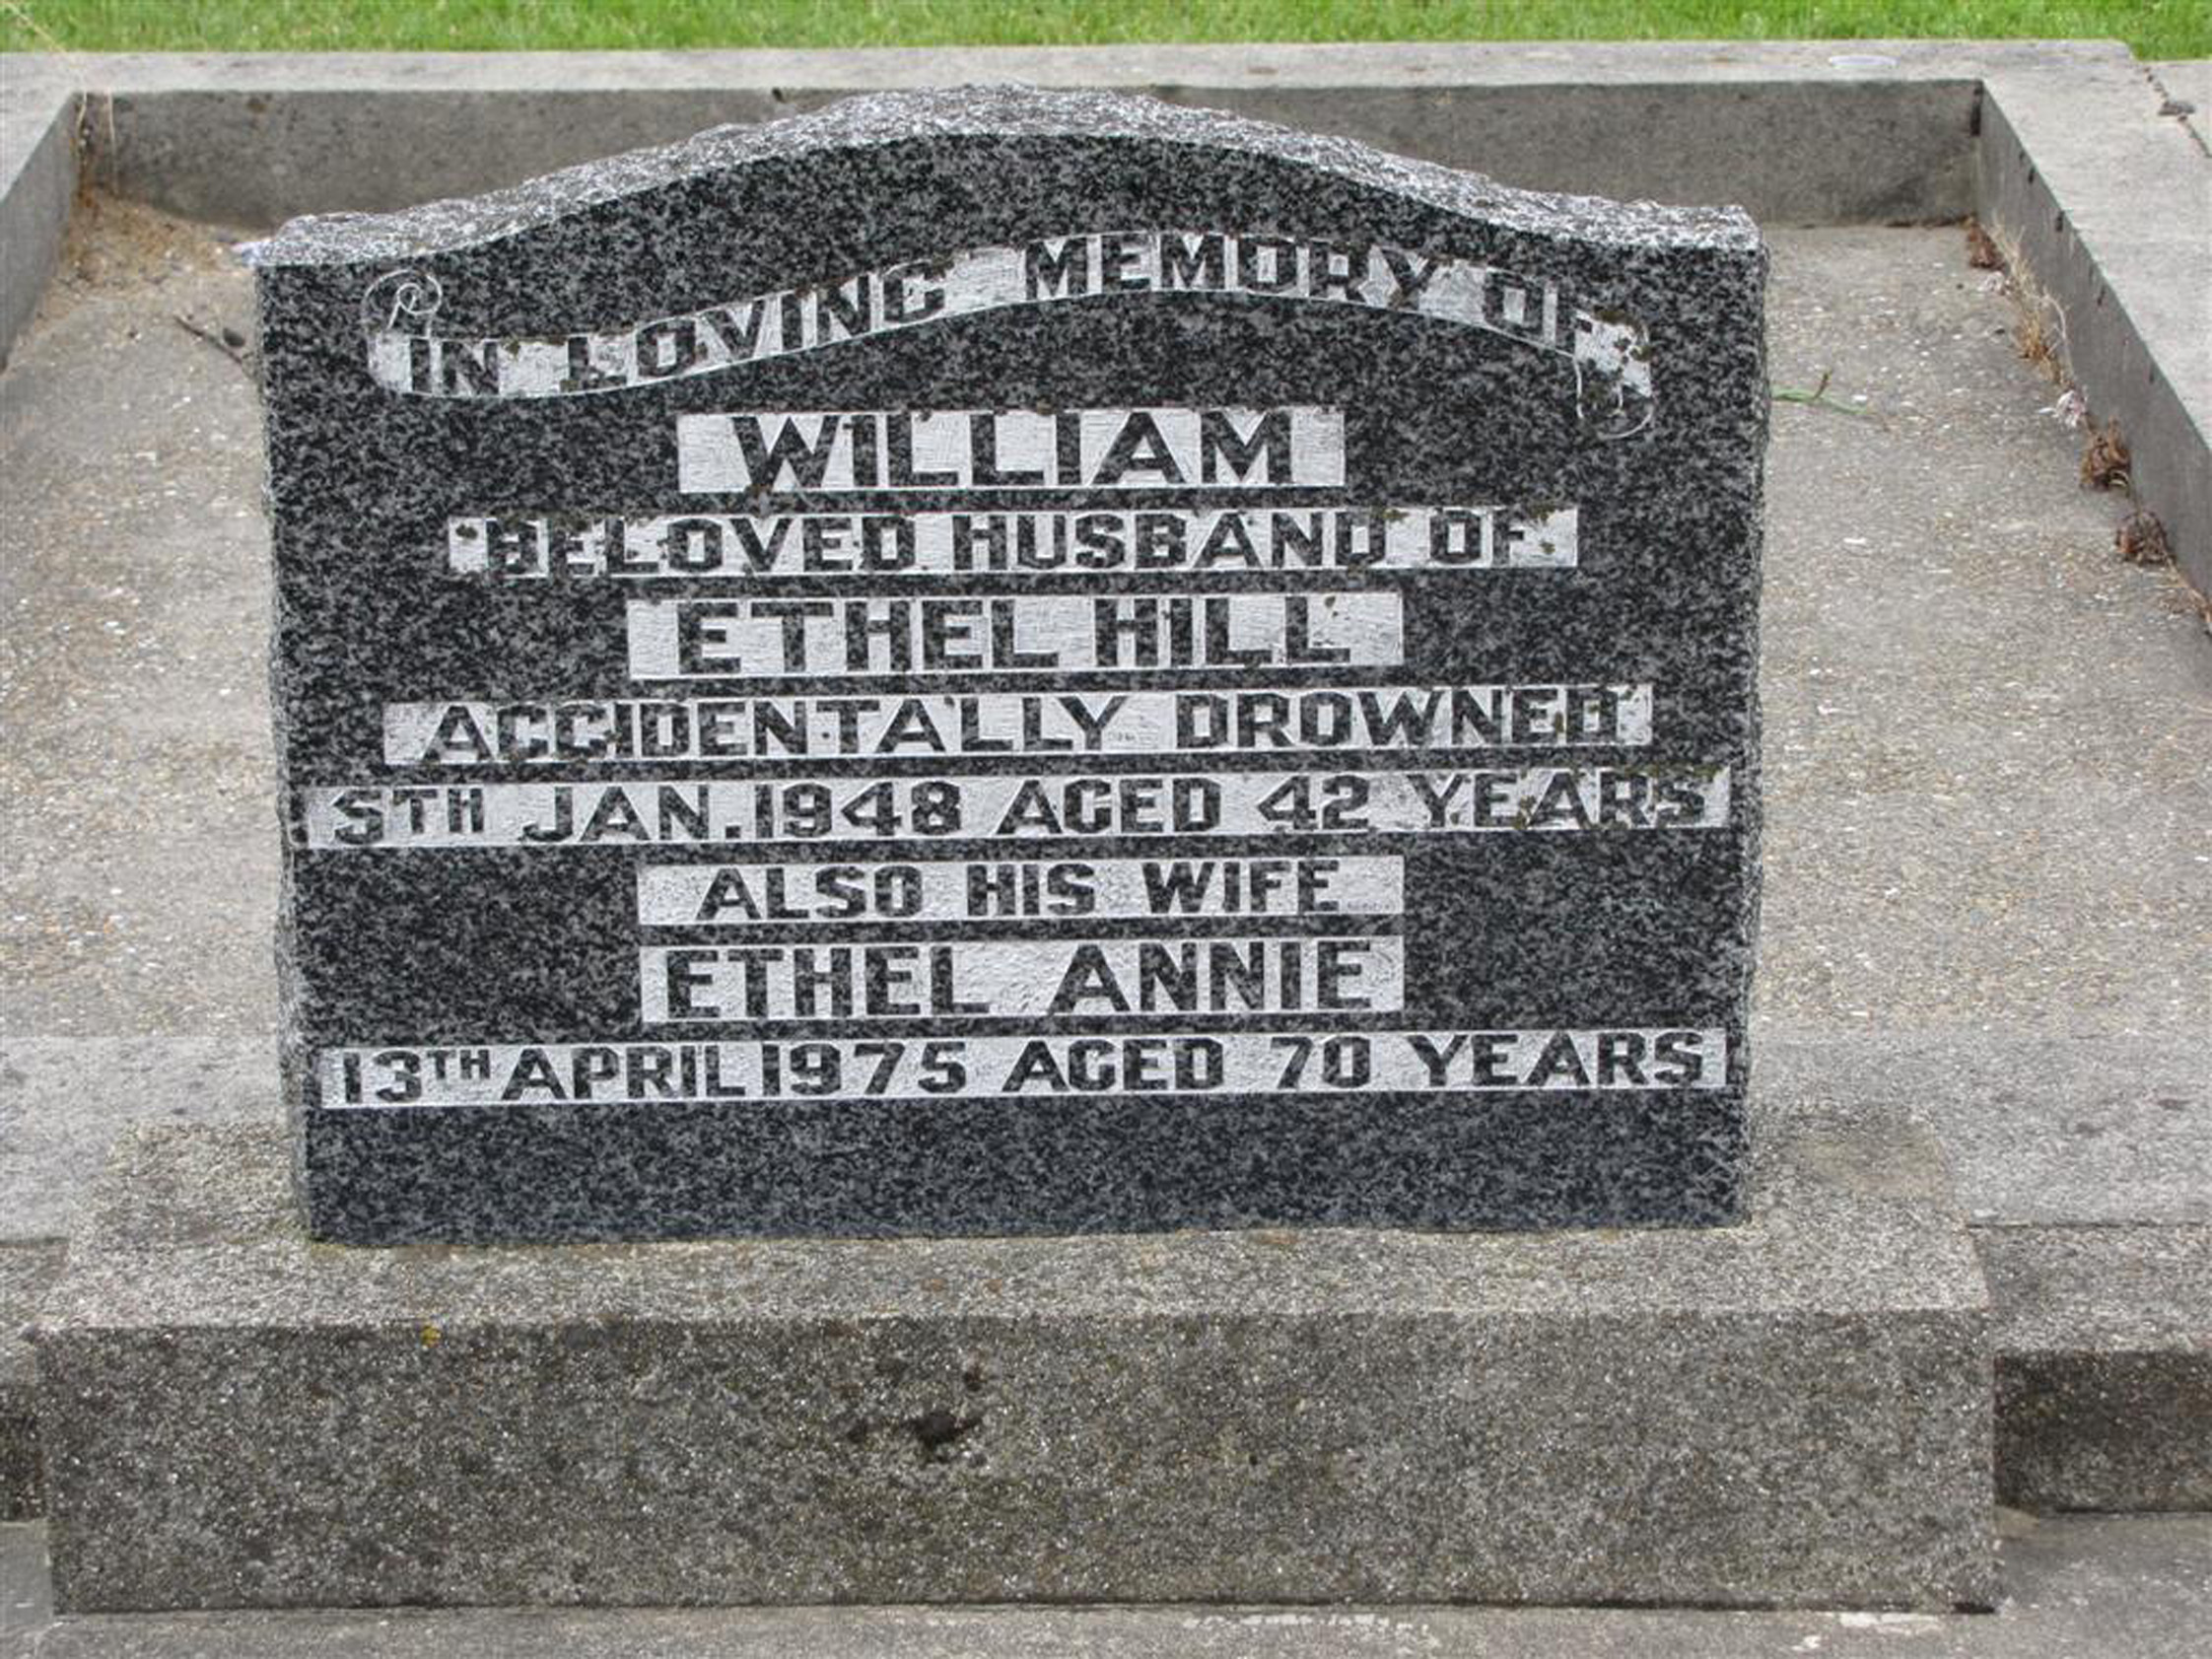 IN LOVING MEMORY OF
WILLIAM
BELOVED HUSBAND OF
ETHEL HILL
ACCIDENTALLY DROWNED
5TH JAN. 1948 AGED 42 YEARS
ALSO HIS WIFE
ETHEL ANNIE
13TH APRIL 1975 AGED 70 YEARS